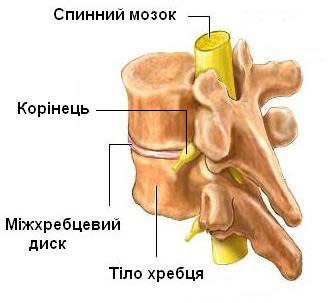 Спинний мозок
Корінець
Міжхребцевий
диск
Тіло хребця